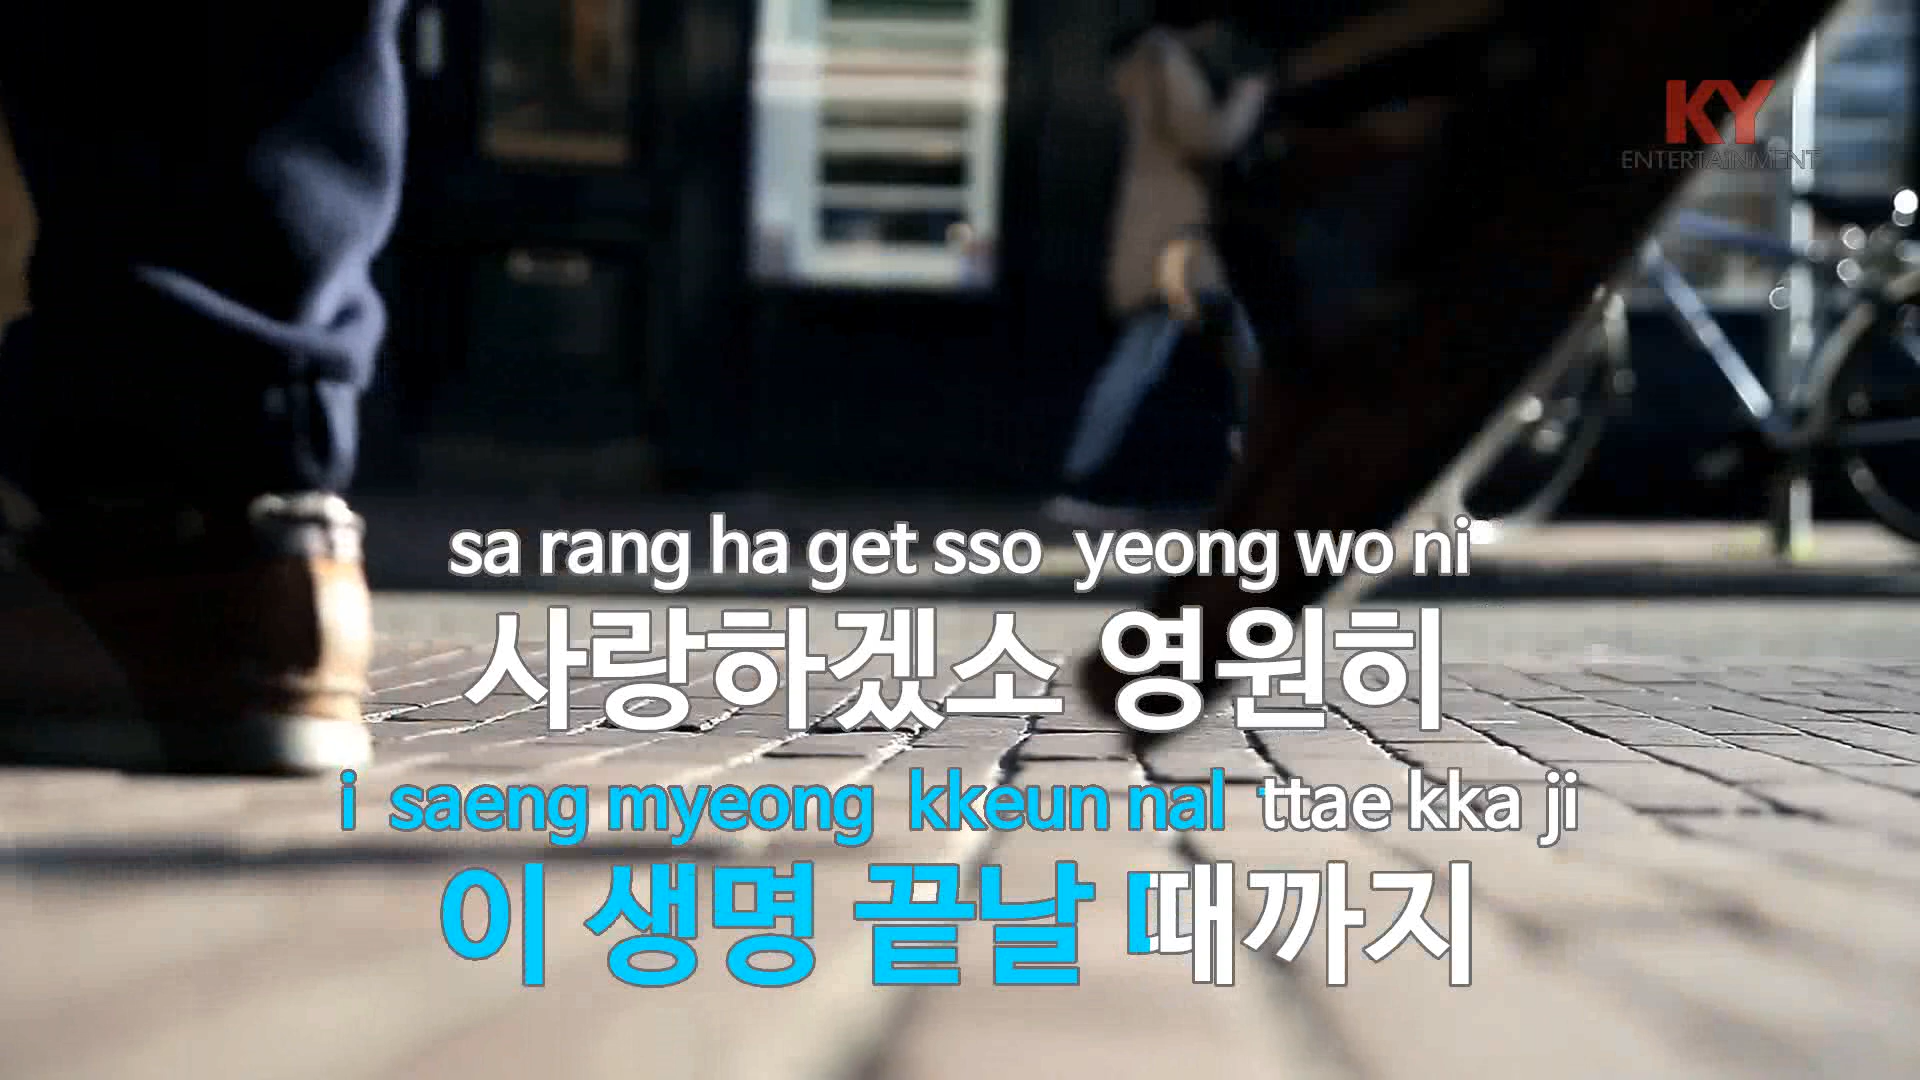 KY
ENTERTAINMENT
sa rang ha get sso yeong wo ni
사랑하겠소 영원히
i saeng myeong kkeun nal ttae kka ji
이 생명 끝날 때까지